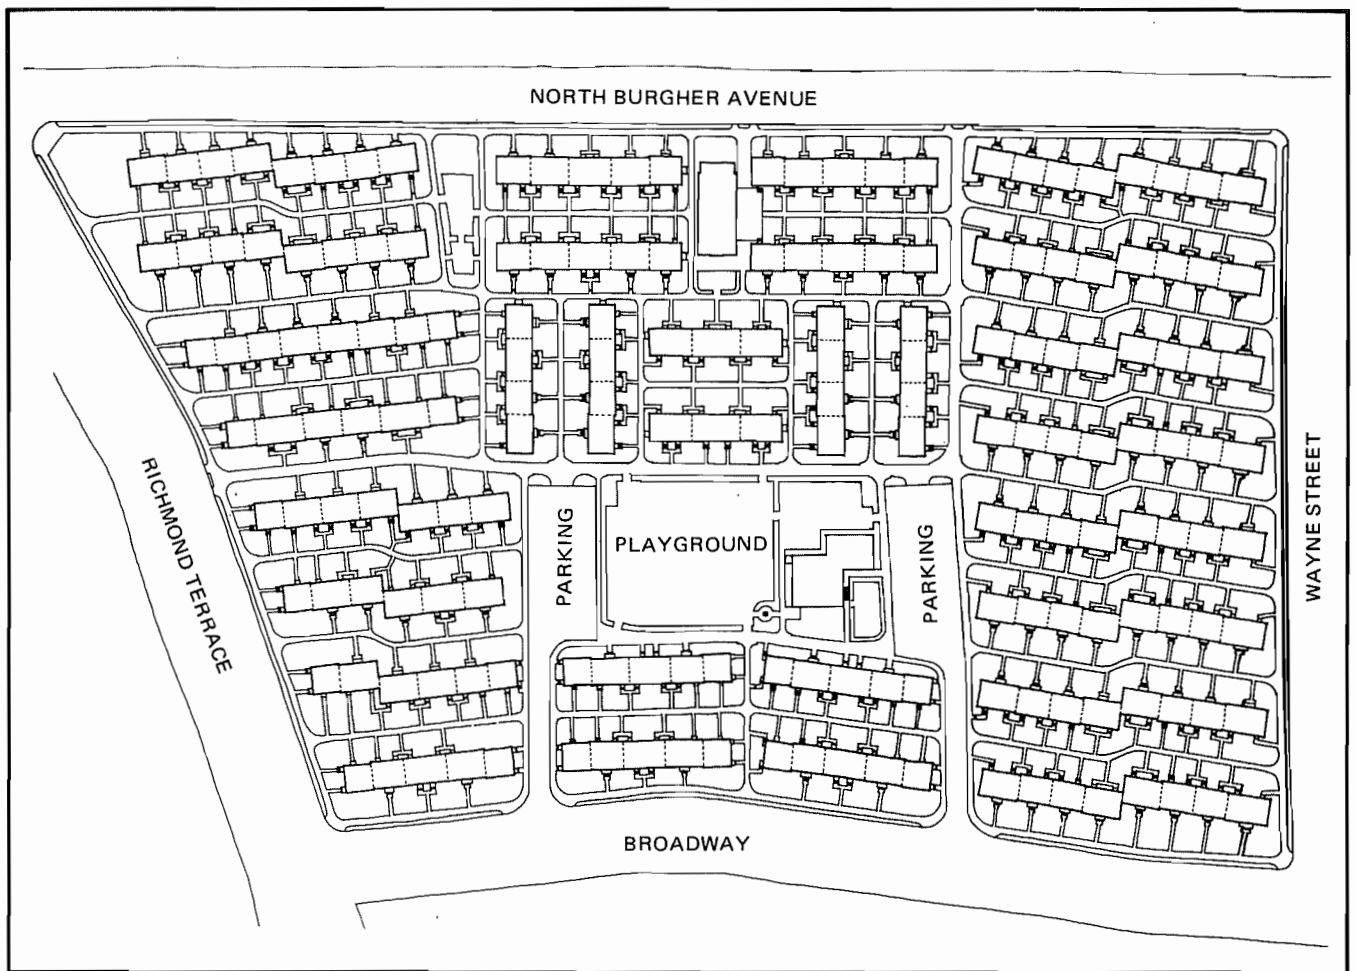 NORTH BURGHER AVENUE
RICHMOND TERRACE
PARKING
PLAYGROUND
PARKING
WAYNE STREET
BROADWAY